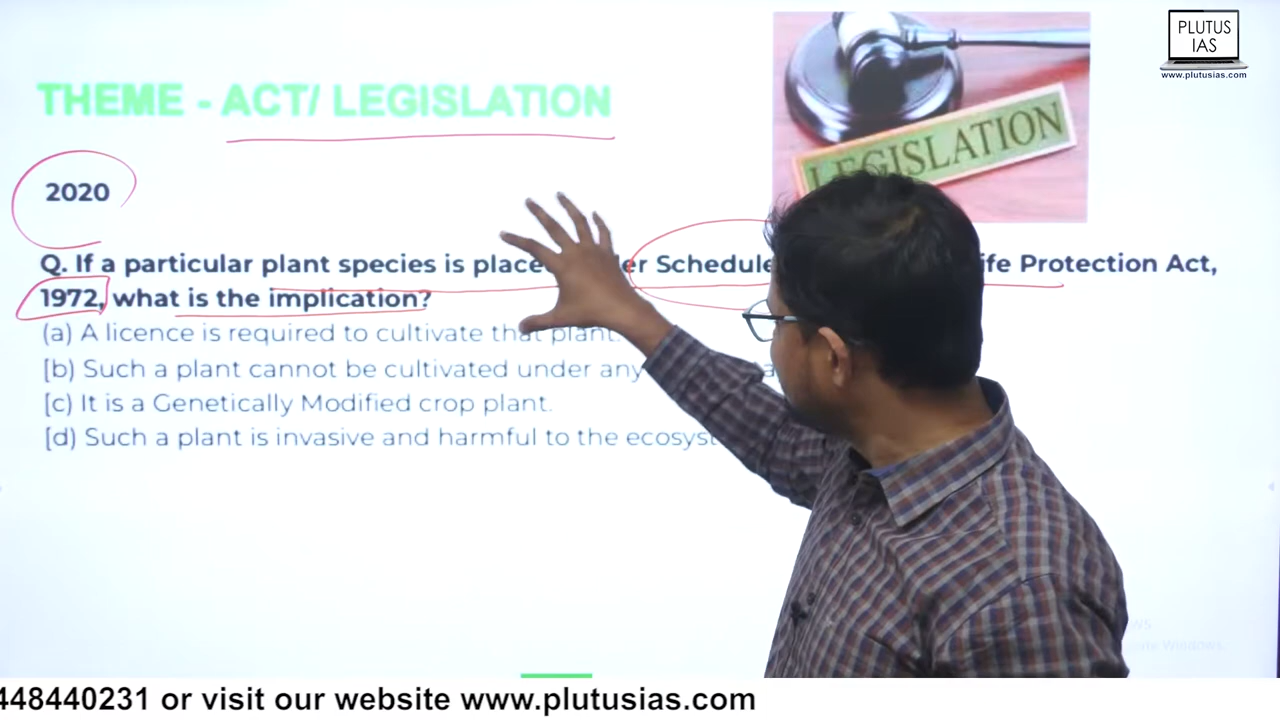 PLUTUS
IAS
www.plutusias.com
THEME - ACT/ LEGISLATION
LEGISLATION
2020
Q. If a particular plant species is place er Schedule ife Protection Act,
1972, what is the implication?
(a) A licence is required to cultivate that plant.
[b) Such a plant cannot be cultivated under any
[c) It is a Genetically Modified crop plant.
[d) Such a plant is invasive and harmful to the ecosyst
448440231 or visit our website www.plutusias.com